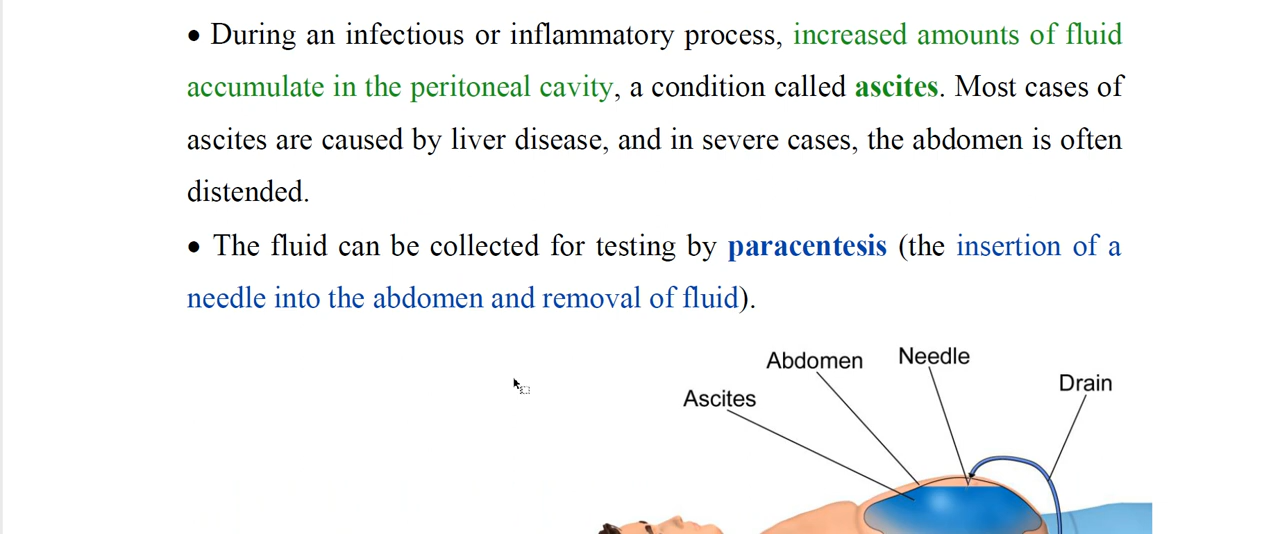 • During an infectious or inflammatory process, increased amounts of fluid
accumulate in the peritoneal cavity, a condition called ascites. Most cases of
ascites are caused by liver disease, and in severe cases, the abdomen is often
distended.
• The fluid can be collected for testing by paracentesis (the insertion of a
needle into the abdomen and removal of fluid).
Abdomen
Needle
Drain
Ascites